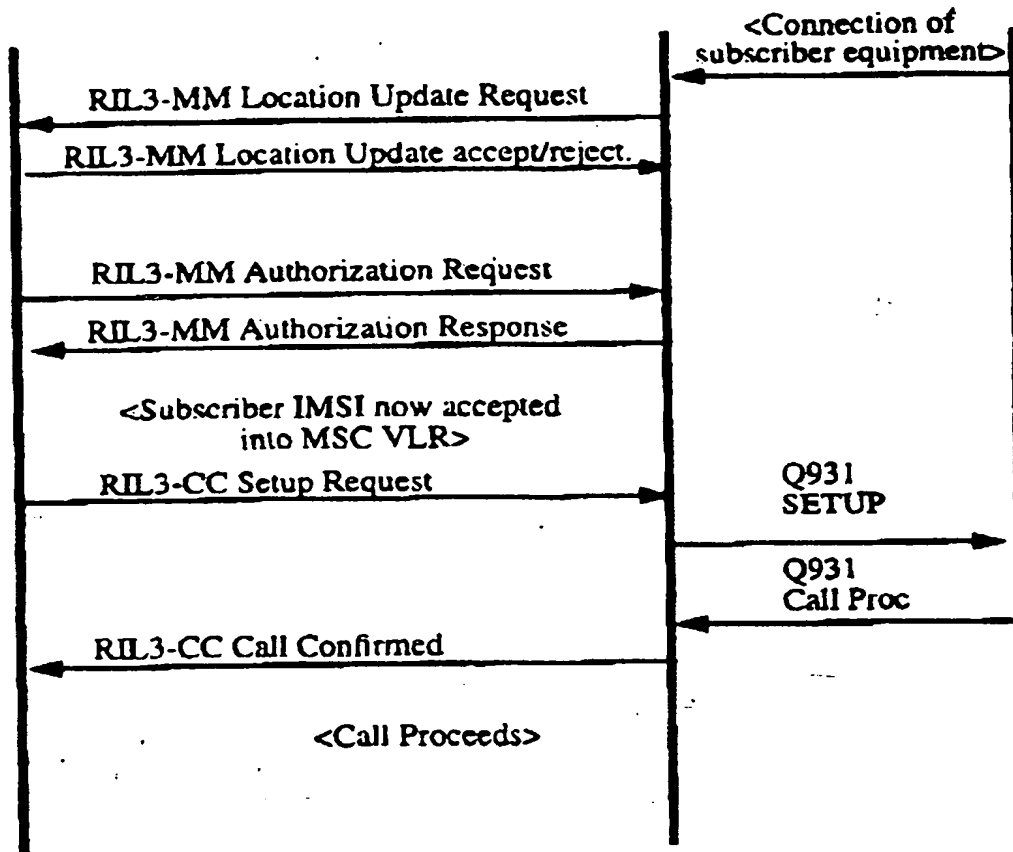 <Connection of
subscriber equipment>
RIL3-MM Location Update Request
RIL3-MM Location Update accept/reject.
RIL3-MM Authorization Request
RIL3-MM Authorization Response
<Subscriber IMSI now accepted
into MSC VLR>
RIL3-CC Setup Request
Q931
SETUP
Q931
Call Proc
RIL3-CC Call Confirmed
<Call Proceeds>